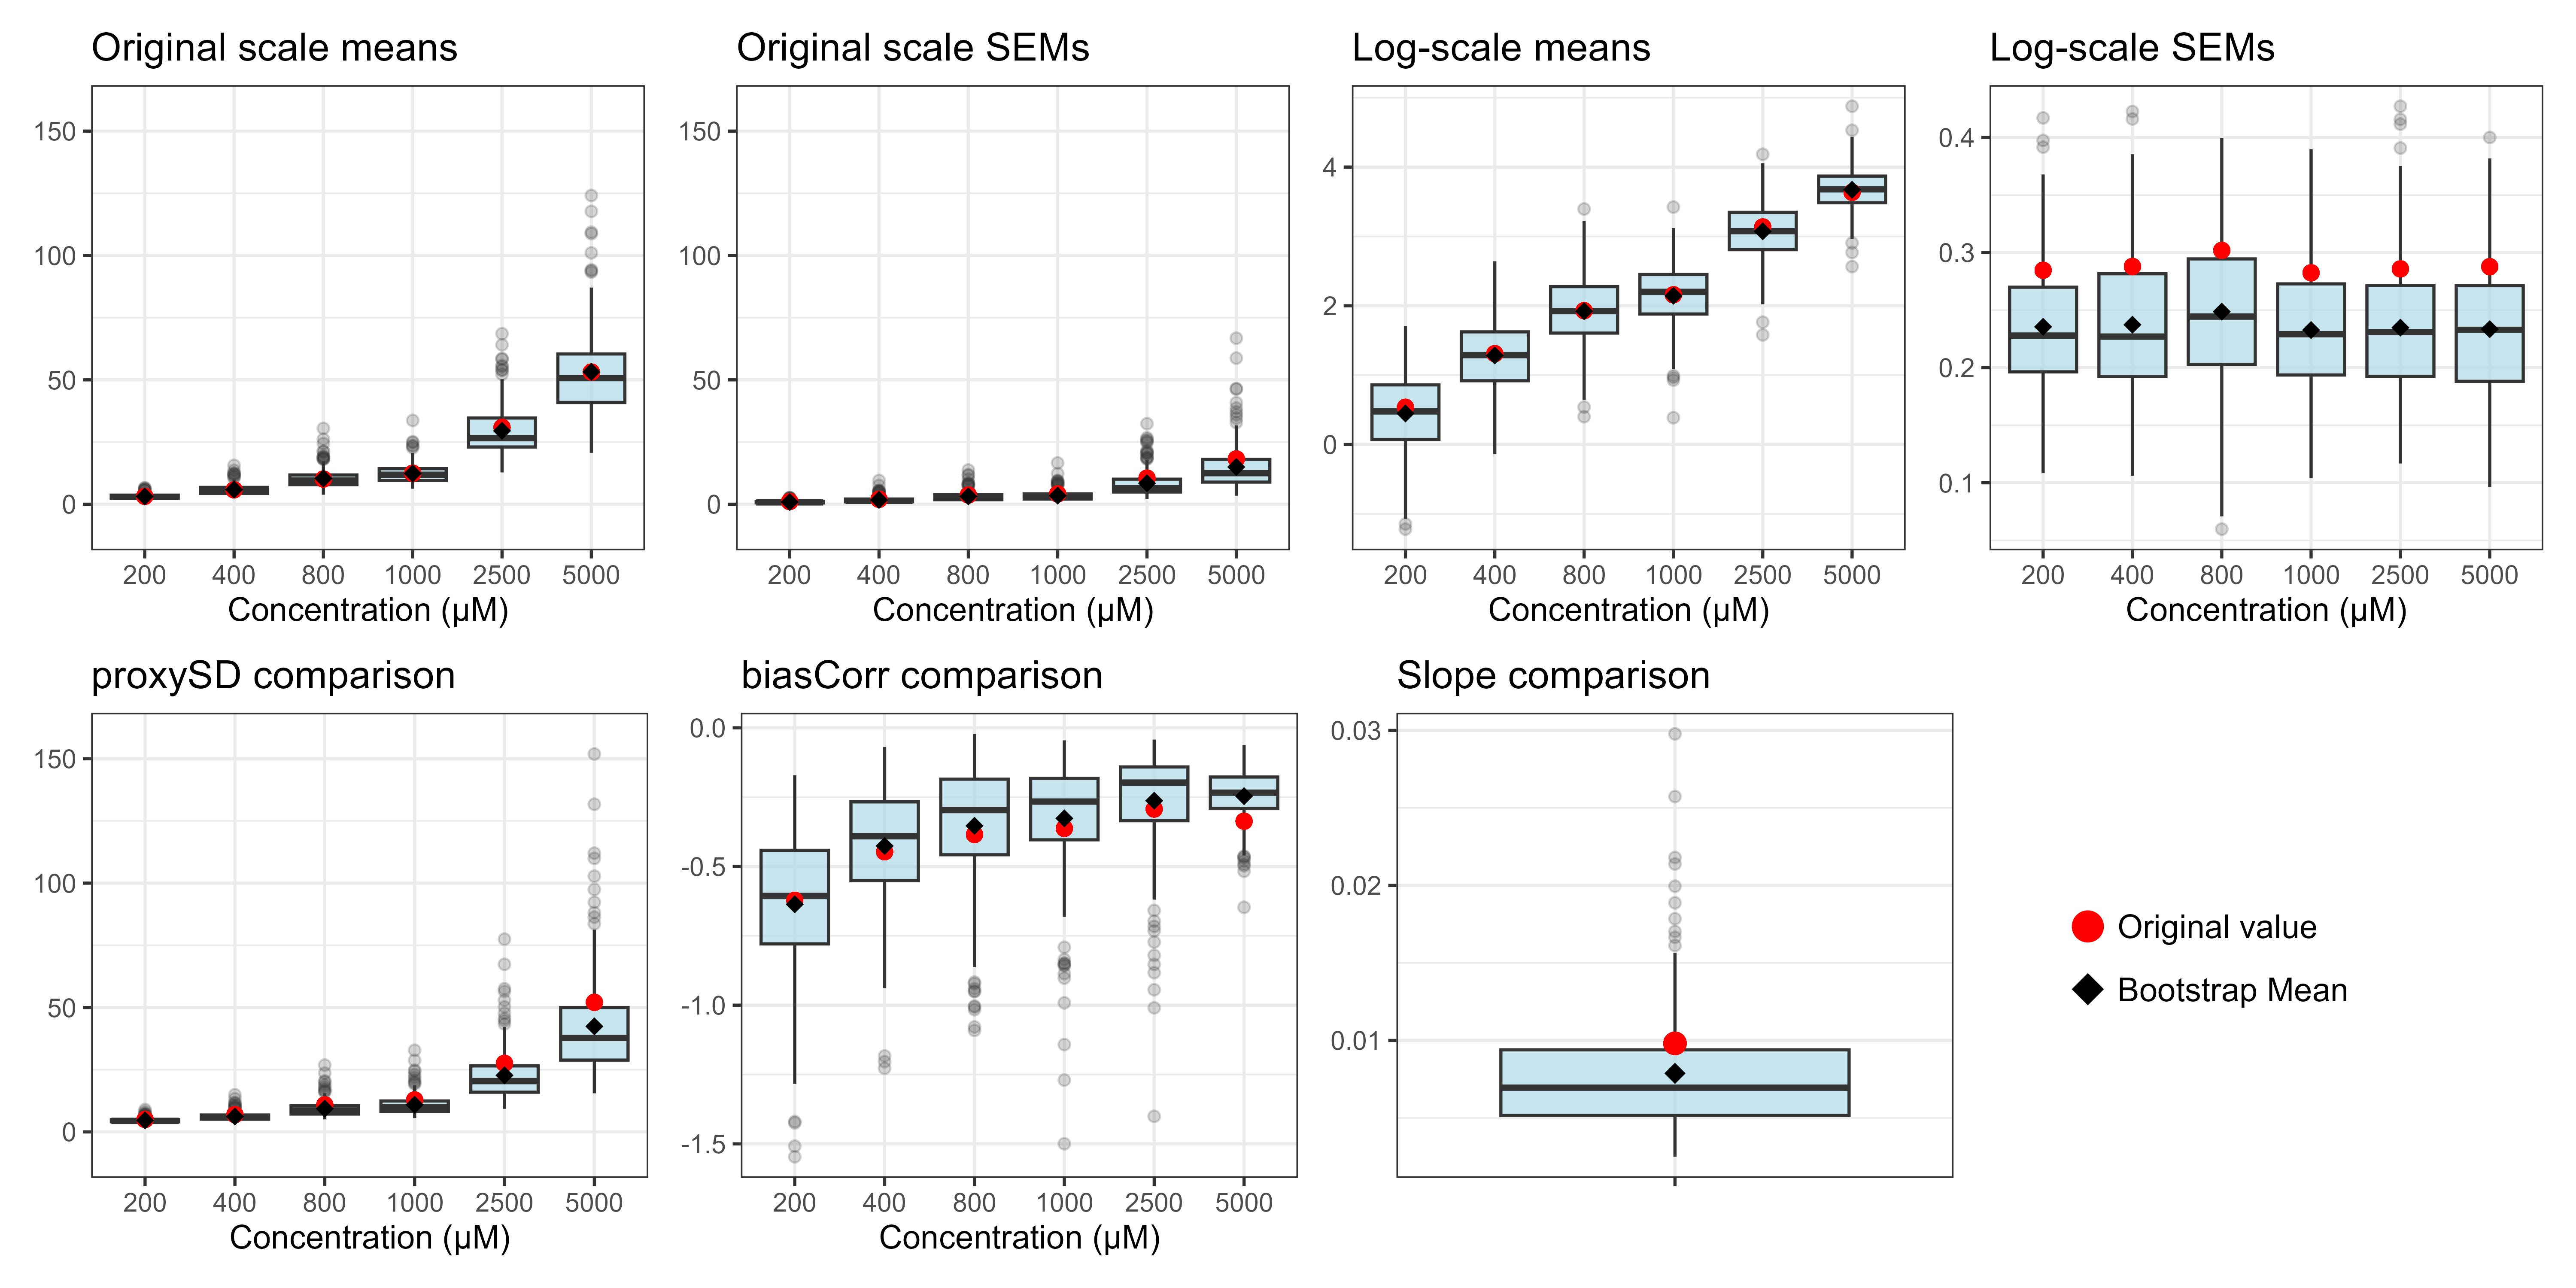 Original scale means
150
100
50
0
200 400 800 1000 2500 5000
Concentration (µM)
Original scale SEMs
150
100
50
0
200 400 800 1000 2500 5000
Concentration (µM)
Log-scale means
4
2
0
200 400 800 1000 2500 5000
Concentration (µM)
Log-scale SEMs
0.4
0.3
0.2
0.1
200 400 800 1000 2500 5000
Concentration (µM)
proxySD comparison
150
100
50
0
200 400 800 1000 2500 5000
Concentration (µM)
biasCorr comparison
0.0
-0.5
-1.0
-1.5
200 400 800 1000 2500 5000
Concentration (µM)
Slope comparison
0.03
0.02
0.01
Original value
Bootstrap Mean